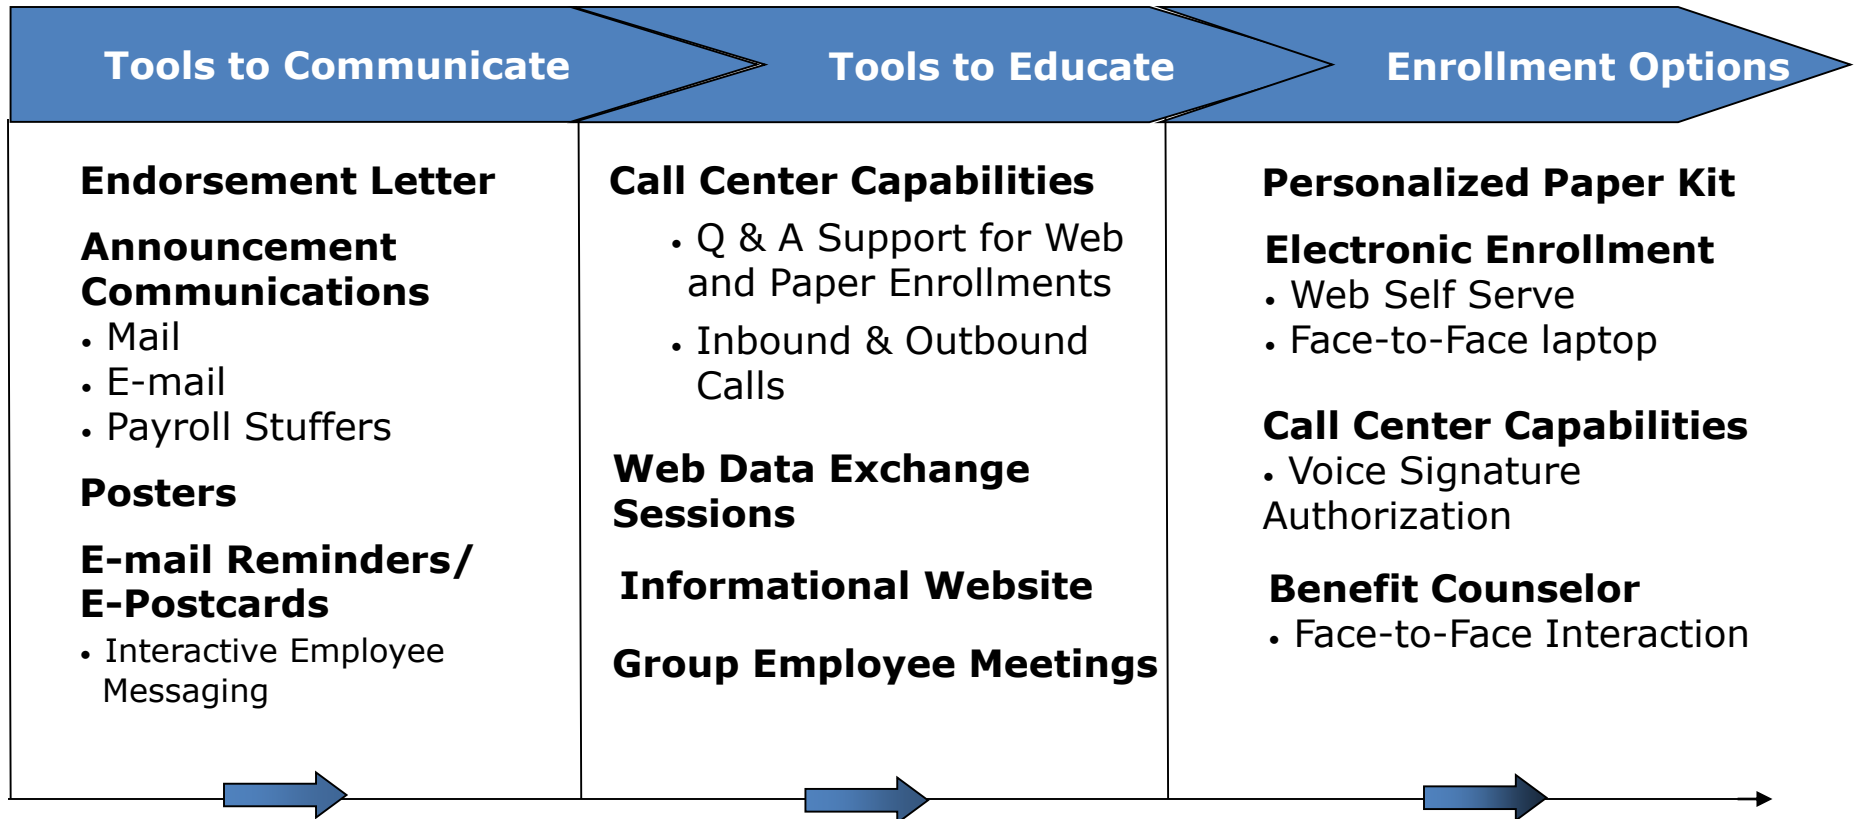 Tools to Communicate
Tools to Educate
Enrollment Options
Endorsement Letter
Announcement
Communications
• Mail
• E-mail
• Payroll Stuffers
Posters
E-mail Reminders/
E-Postcards
• Interactive Employee
Messaging
Call Center Capabilities
• Q & A Support for Web
and Paper Enrollments
• Inbound & Outbound
Calls
Web Data Exchange
Sessions
Informational Website
Group Employee Meetings
Personalized Paper Kit
Electronic Enrollment
• Web Self Serve
• Face-to-Face laptop
Call Center Capabilities
• Voice Signature
Authorization
Benefit Counselor
• Face-to-Face Interaction